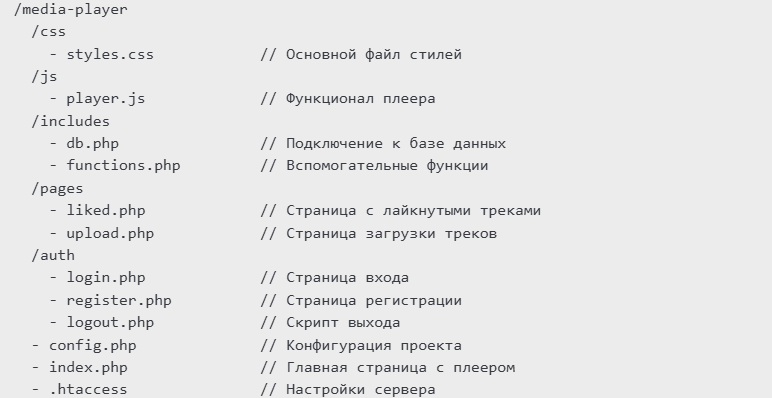 /media-player
/css
- styles.css // Основной файл стилей
/js
- player.js // Функционал плеера
/includes
- db.php // Подключение к базе данных
- functions.php // Вспомогательные функции
/pages
- liked.php // Страница с лайкнутыми треками
- upload.php // Страница загрузки треков
/auth
- login.php // Страница входа
- register.php // Страница регистрации
- logout.php // Скрипт выхода
- config.php // Конфигурация проекта
- index.php // Главная страница с плеером
- .htaccess // Настройки сервера